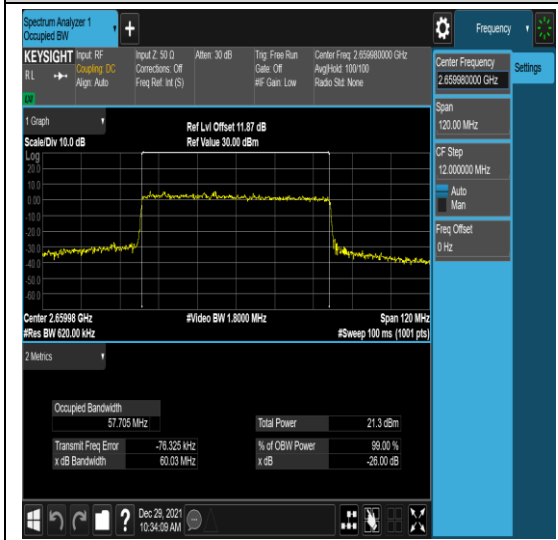 Spectrum Analyzer 1
Occupied BW
Frequency
KEYSIGHT
RL
Input: RF
Coupling: DC
Align: Auto
Input Z: 50 Ω
Corrections: Off
Freq Ref: Int (S)
Atten: 30 dB
Trig: Free Run
Gate: Off
#IF Gain: Low
Center Freq: 2.659980000 GHz
Avg|Hold: 100/100
Radio Std: None
Center Frequency
2.659980000 GHz
Settings
Span
120.00 MHz
CF Step
12.000000 MHz
Auto
Man
Freq Offset
0 Hz
1 Graph
Scale/Div 10.0 dB
Ref Lvl Offset 11.87 dB
Ref Value 30.00 dBm
Log
20.0
10.0
0.00
-10.0
-20.0
-30.0
-40.0
-50.0
-60.0
Center 2.65998 GHz
#Video BW 1.8000 MHz
Span 120 MHz
#Res BW 620.00 kHz
#Sweep 100 ms (1001 pts)
2 Metrics
Occupied Bandwidth
57.705 MHz
Total Power 21.3 dBm
Transmit Freq Error -76.325 kHz
% of OBW Power 99.00 %
x dB Bandwidth 60.03 MHz
x dB -26.00 dB
?
Dec 29, 2021
10:34:09 AM